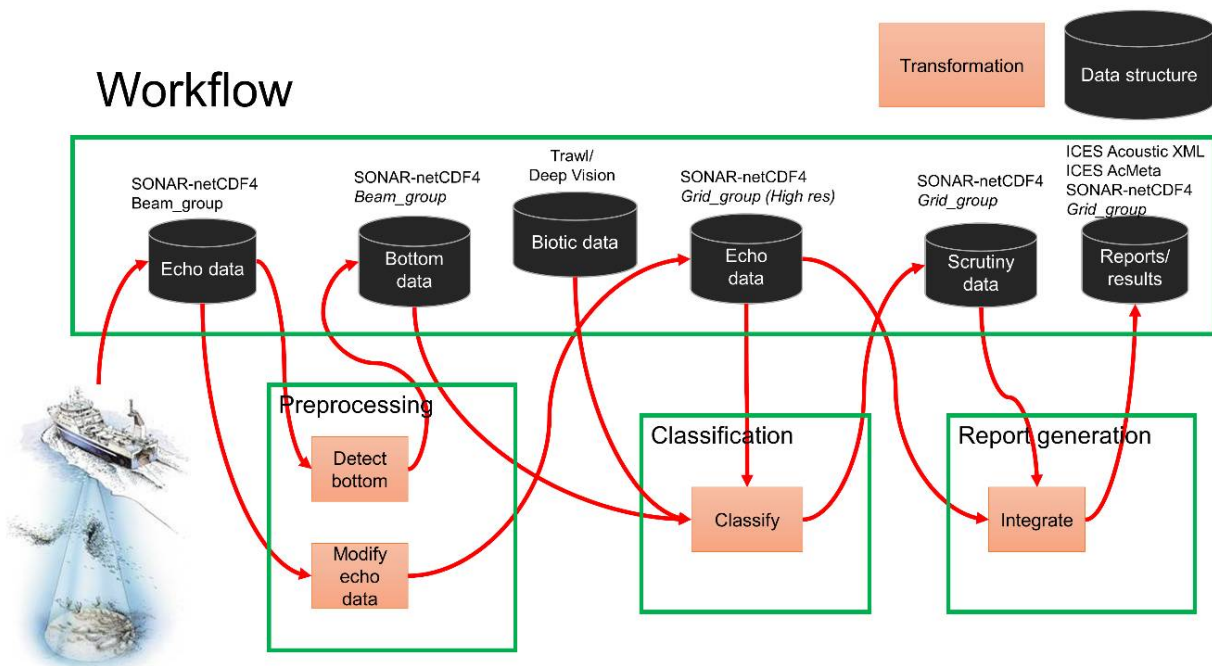 Workflow
Transformation
Data structure
SONAR-netCDF4
Beam_group
Echo data
SONAR-netCDF4
Beam_group
Bottom
data
Trawl/
Deep Vision
Biotic data
SONAR-netCDF4
Grid_group (High res)
Echo
data
SONAR-netCDF4
Grid_group
Scrutiny
data
ICES Acoustic XML
ICES AcMeta
SONAR-netCDF4
Grid_group
Reports/
results
Preprocessing
Detect
bottom
Modify
echo
data
Classification
Classify
Report generation
Integrate